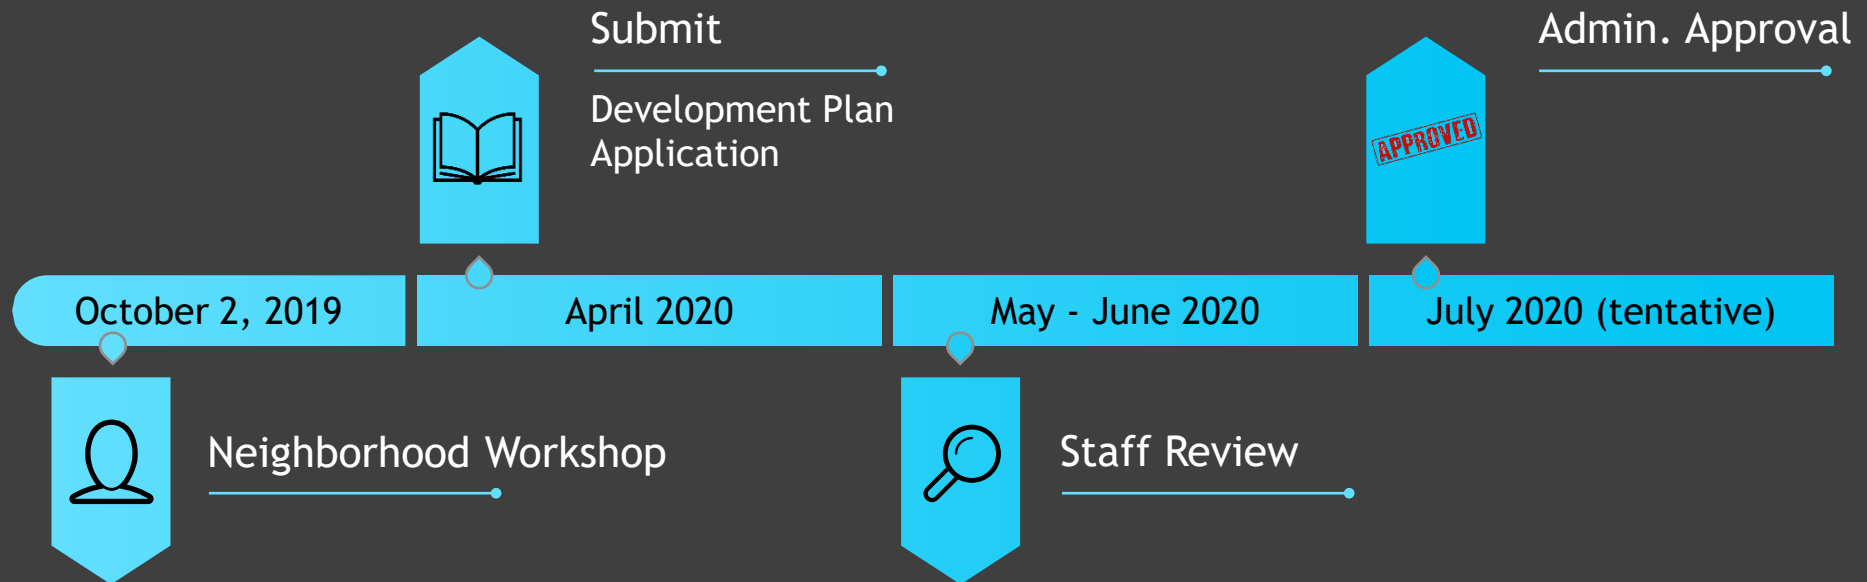 Submit
Development Plan
Application
Admin. Approval
APPROVED
October 2, 2019
April 2020
May - June 2020
July 2020 (tentative)
Neighborhood Workshop
Staff Review